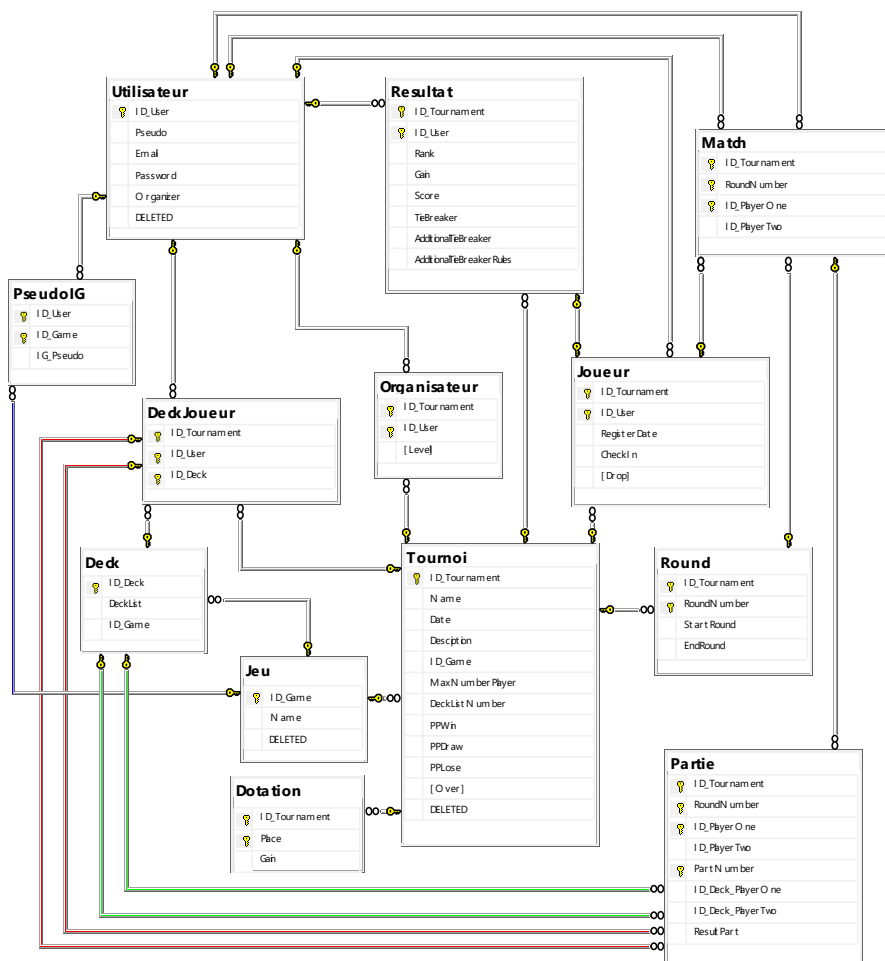 Utilisateur
ID_User
Pseudo
Email
Password
Organizer
DELETED
Resultat
ID_Tournament
ID_User
Rank
Gain
Score
TieBreaker
AdditionalTieBreaker
AdditionalTieBreakerRules
Match
ID_Tournament
RoundNumber
ID_PlayerOne
ID_PlayerTwo
PseudoIG
ID_User
ID_Game
IG_Pseudo
DeckJoueur
ID_Tournament
ID_User
ID_Deck
Organisateur
ID_Tournament
ID_User
[Level]
Joueur
ID_Tournament
ID_User
RegisterDate
CheckIn
[Drop]
Deck
ID_Deck
DeckList
ID_Game
Tournoi
ID_Tournament
Name
Date
Desciption
ID_Game
MaxNumberPlayer
DeckListNumber
PPWin
PPDraw
PPLose
[Over]
DELETED
Round
ID_Tournament
RoundNumber
StartRound
EndRound
Jeu
ID_Game
Name
DELETED
Dotation
ID_Tournament
Place
Gain
Partie
ID_Tournament
RoundNumber
ID_PlayerOne
ID_PlayerTwo
PartNumber
ID_Deck_PlayerOne
ID_Deck_PlayerTwo
ResultPart